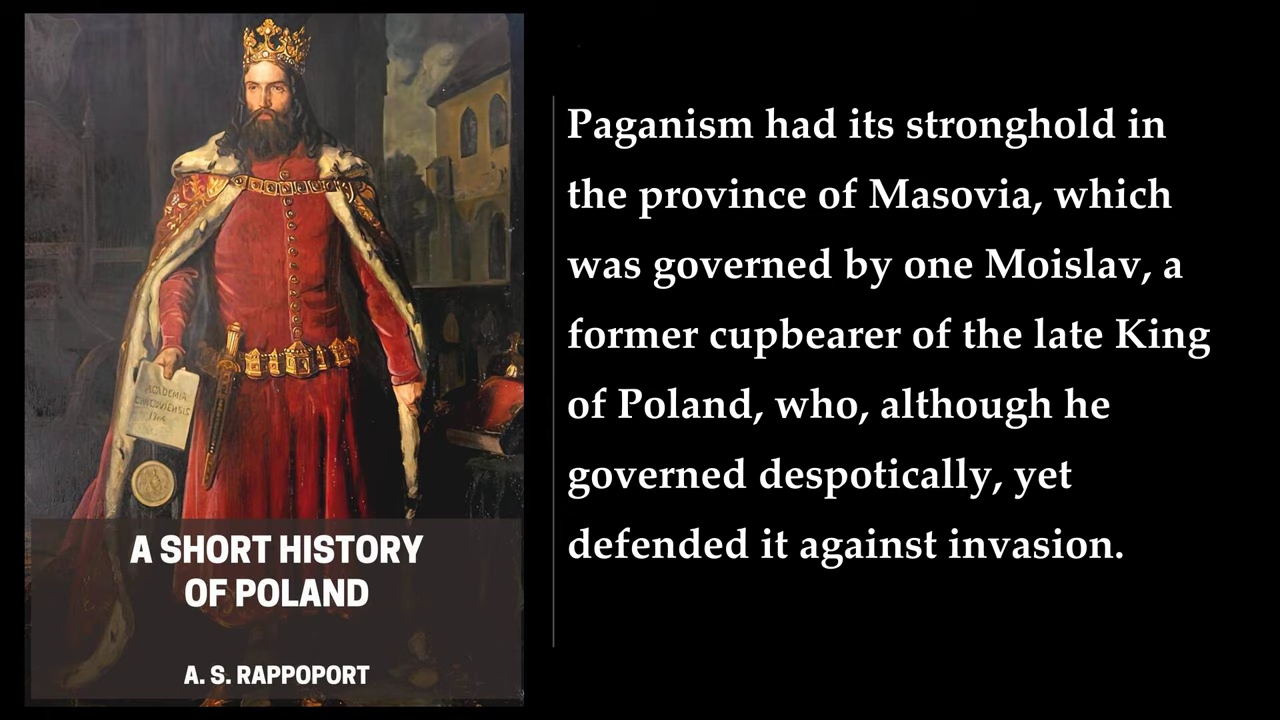 ACADEMIA
A SHORT HISTORY
OF POLAND
A. S. RAPPOPORT
Paganism had its stronghold in
the province of Masovia, which
was governed by one Moislav, a
former cupbearer of the late King
of Poland, who, although he
governed despotically, yet
defended it against invasion.